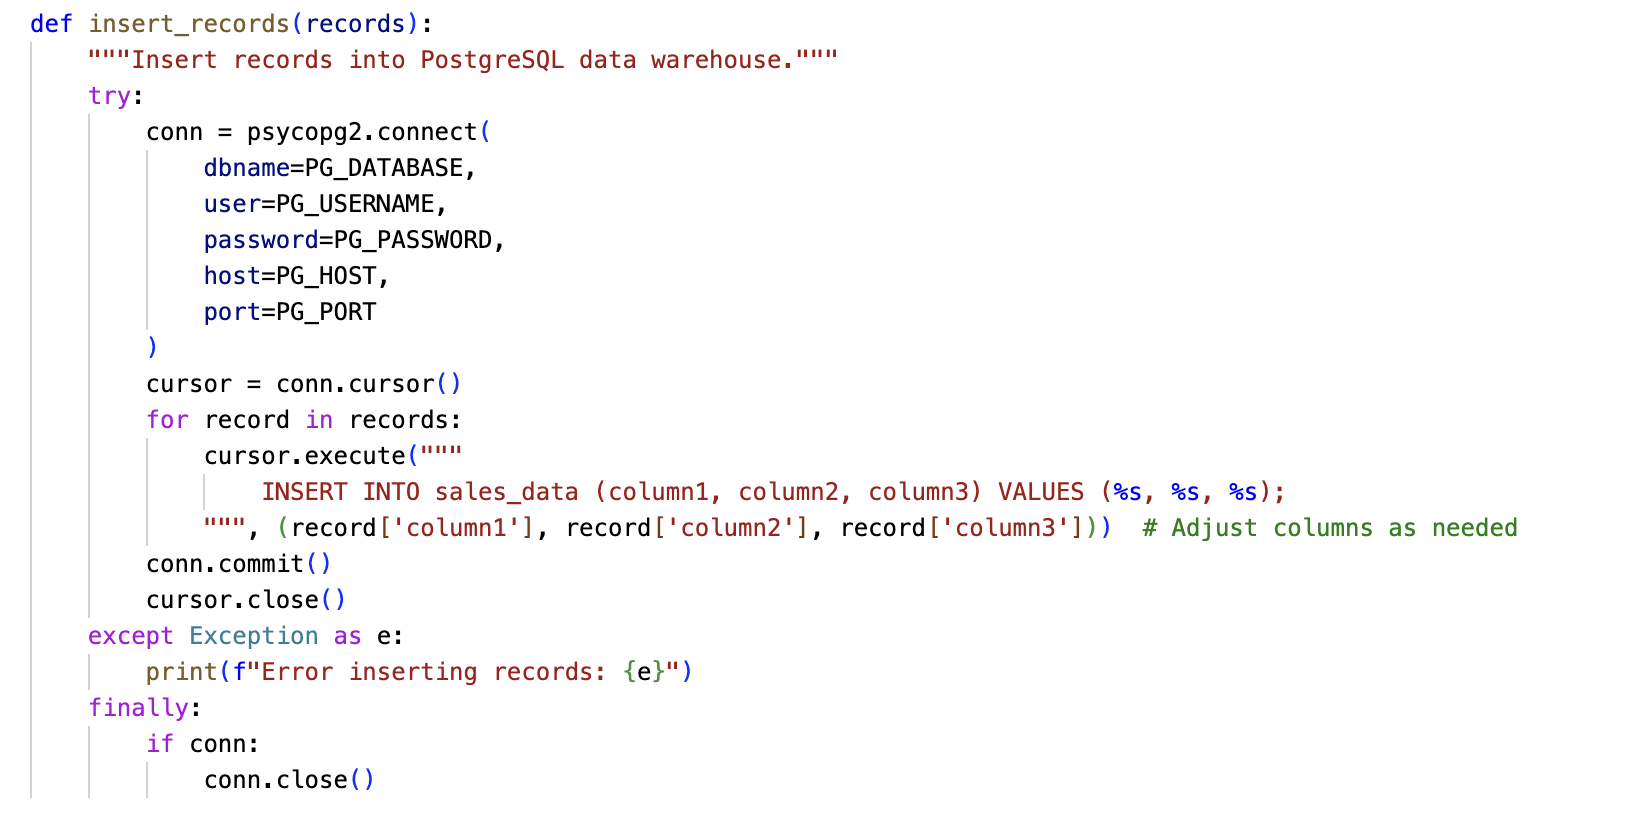 def insert_records(records):
    """Insert records into PostgreSQL data warehouse."""
    try:
        conn = psycopg2.connect(
            dbname=PG_DATABASE,
            user=PG_USERNAME,
            password=PG_PASSWORD,
            host=PG_HOST,
            port=PG_PORT
        )
        cursor = conn.cursor()
        for record in records:
            cursor.execute("""
                INSERT INTO sales_data (column1, column2, column3) VALUES (%s, %s, %s);
            """, (record['column1'], record['column2'], record['column3']))  # Adjust columns as needed
        conn.commit()
        cursor.close()
    except Exception as e:
        print(f"Error inserting records: {e}")
    finally:
        if conn:
            conn.close()